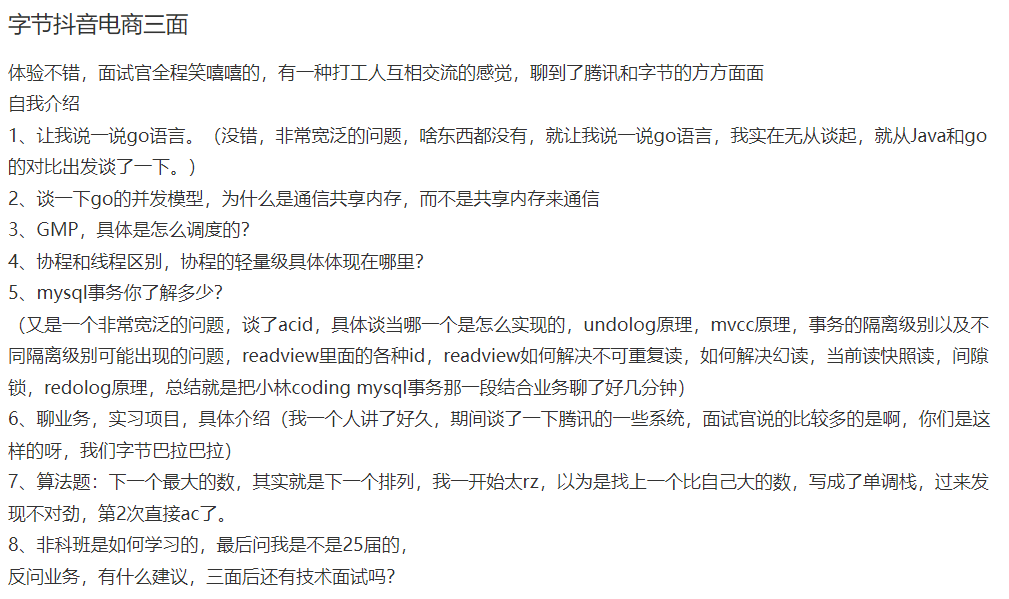 字节抖音电商三面
体验不错，面试官全程笑嘻嘻的，有一种打工人互相交流的感觉，聊到了腾讯和字节的方方面面
自我介绍
1、让我说一说go语言。（没错，非常宽泛的问题，啥东西都没有，就让我说一说go语言，我实在无从谈起，就从Java和go
的对比出发谈了一下。）
2、谈一下go的并发模型，为什么是通信共享内存，而不是共享内存来通信
3、GMP，具体是怎么调度的？
4、协程和线程区别，协程的轻量级具体体现在哪里？
5、mysql事务你了解多少？
（又是一个非常宽泛的问题，谈了acid，具体谈当哪一个是怎么实现的，undolog原理，mvcc原理，事务的隔离级别以及不
同隔离级别可能出现的问题，readview里面的各种id，readview如何解决不可重复读，如何解决幻读，当前读快照读，间隙
锁，redolog原理，总结就是把小林coding mysql事务那一段结合业务聊了好几分钟）
6、聊业务，实习项目，具体介绍（我一个人讲了好久，期间谈了一下腾讯的一些系统，面试官说的比较多的是啊，你们是这
样的呀，我们字节巴拉巴拉）
7、算法题：下一个最大的数，其实就是下一个排列，我一开始太rz，以为是找上一个比自己大的数，写成了单调栈，过来发
现不对劲，第2次直接ac了。
8、非科班是如何学习的，最后问我是不是25届的，
反问业务，有什么建议，三面后还有技术面试吗？